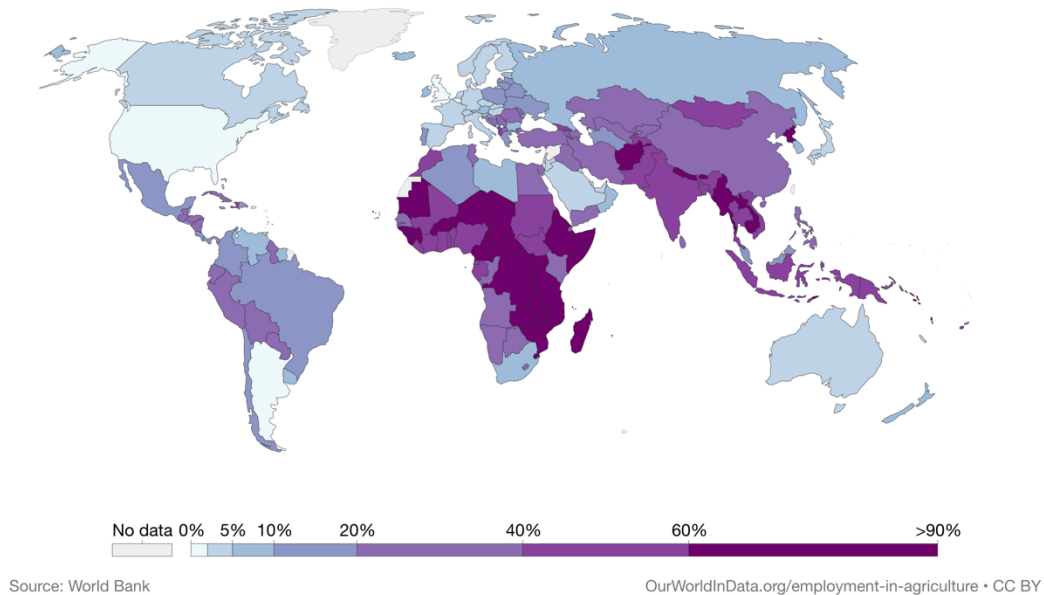 No data 0% 5% 10% 20% 40% 60% >90%
Source: World Bank
OurWorldInData.org/employment-in-agriculture • CC BY